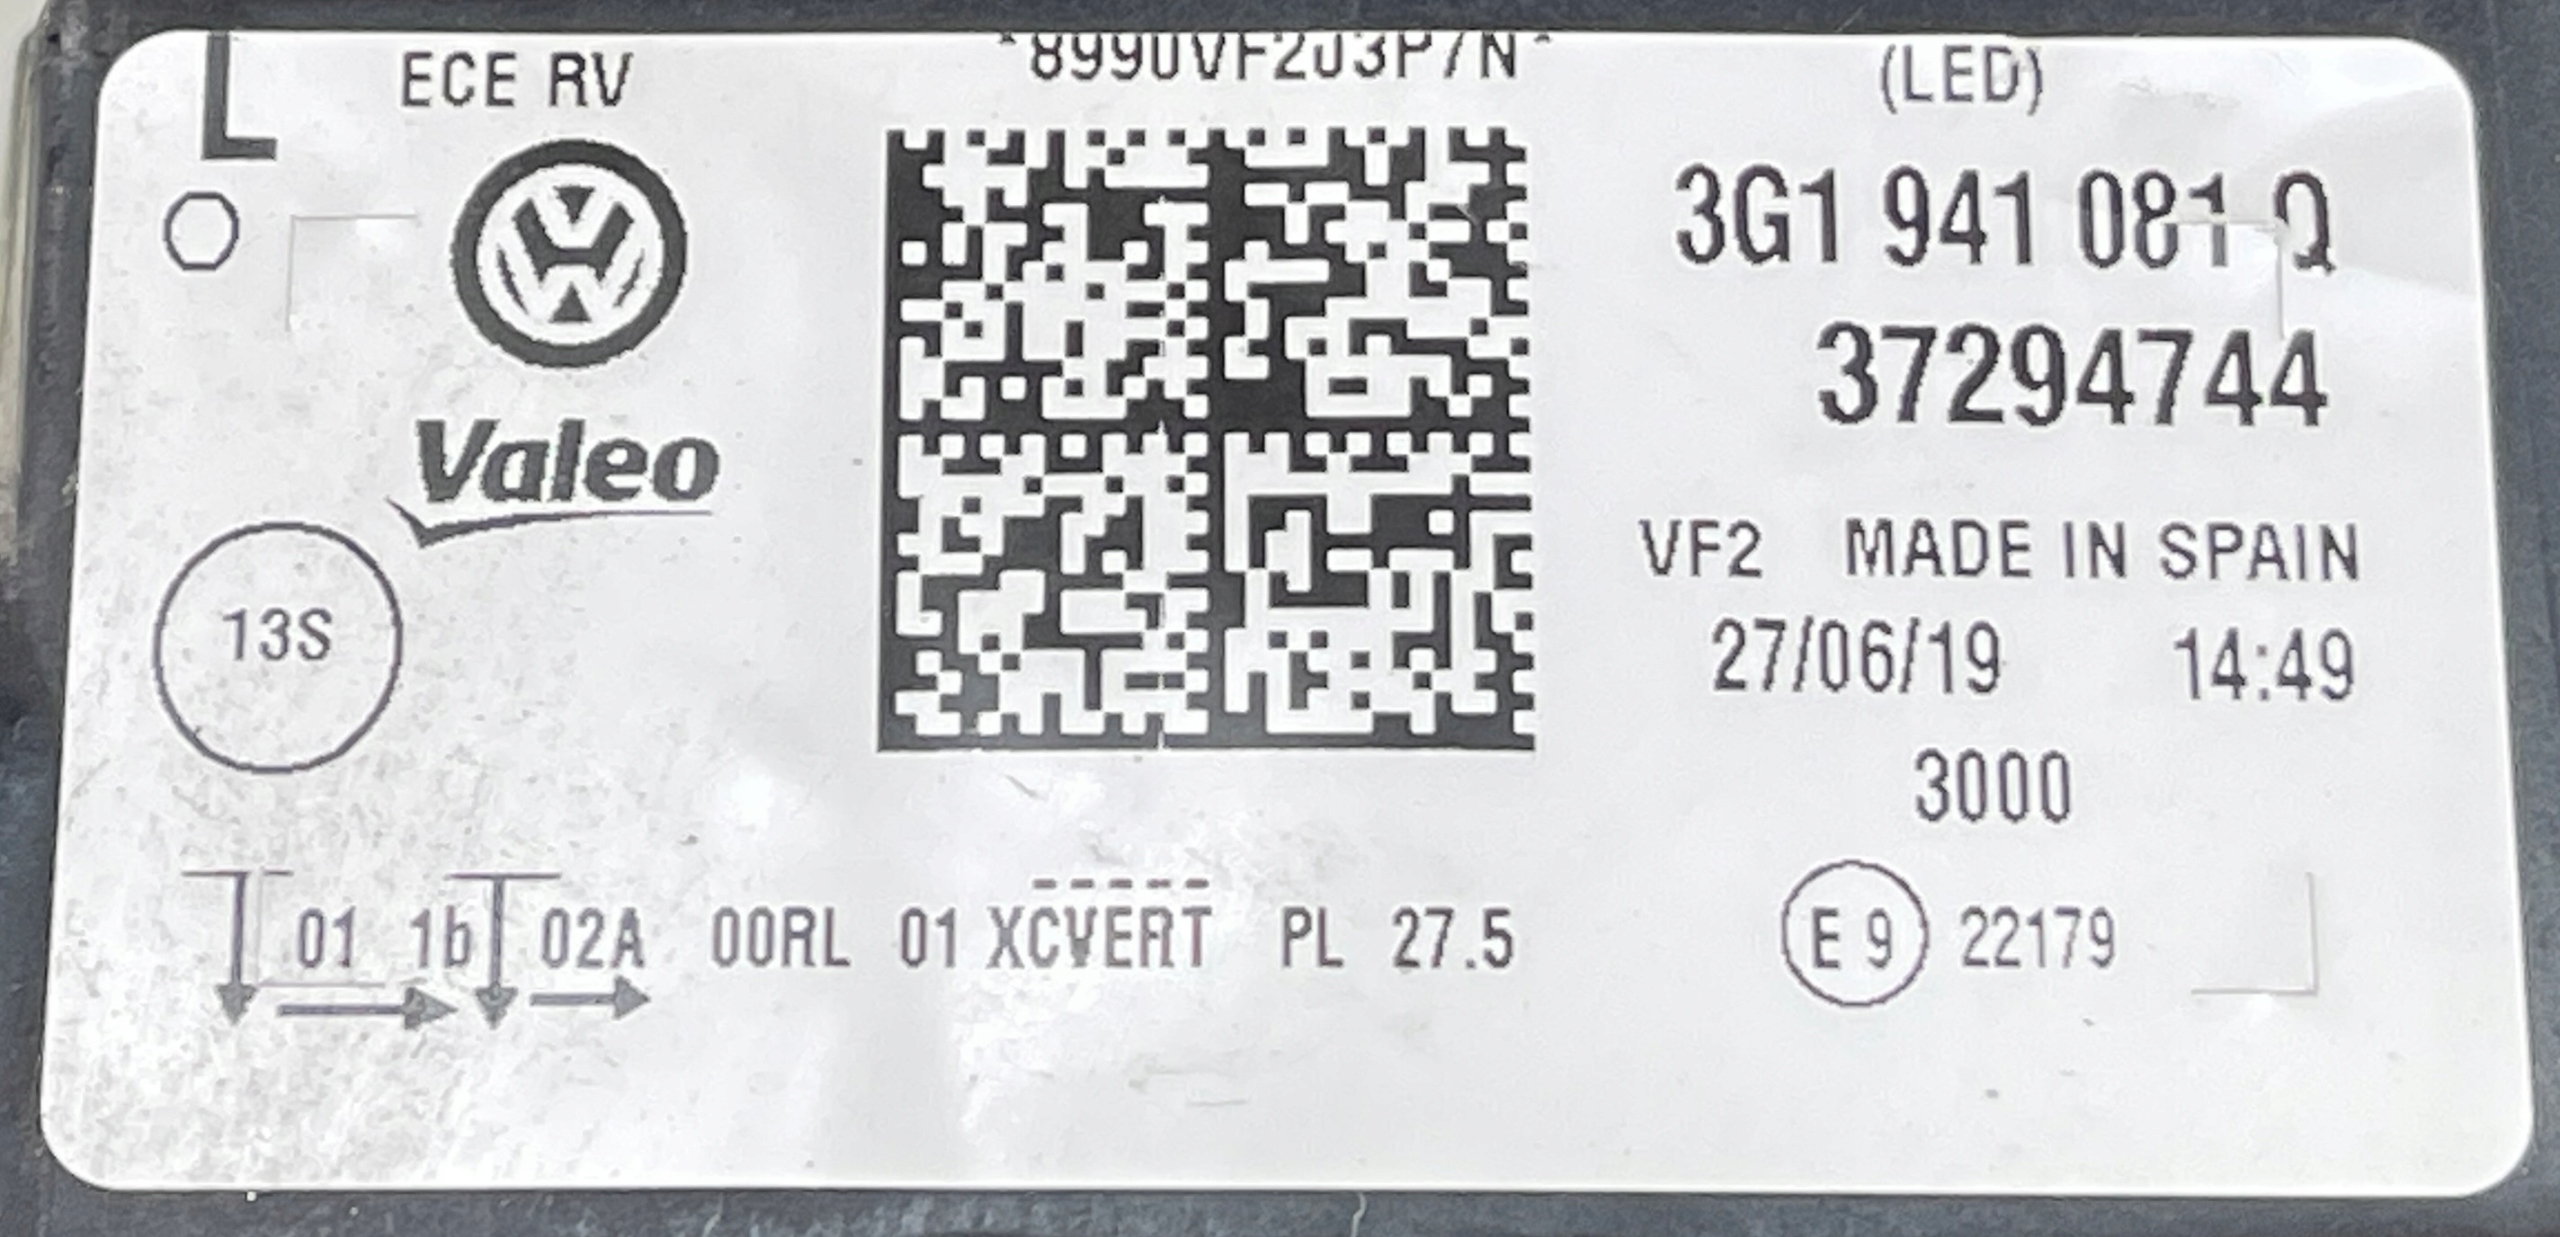 L ECE RV (LED)
3G1 941 081 Q
37294744
Valeo
VF2 MADE IN SPAIN
13S
27/06/19 14:49
3000
01 1b 02A 00RL 01 XCVERT PL 27.5 E 9 22179